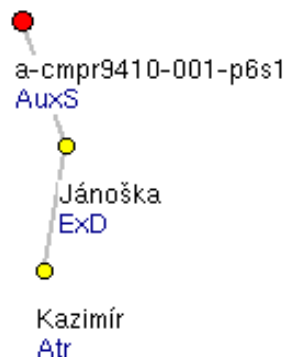 a-cmpr9410-001-p6s1
AuxS
Jánoška
ExD
Kazimír
Atr